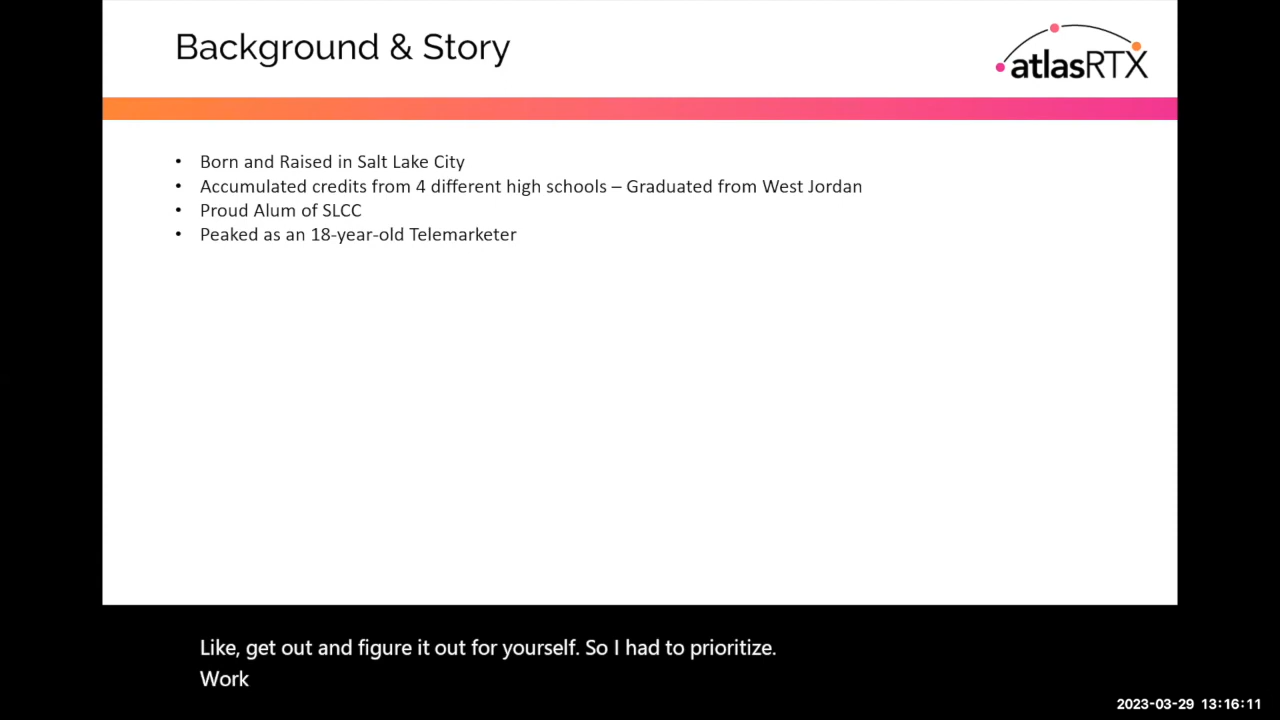 Background & Story
atlasRTX
• Born and Raised in Salt Lake City
• Accumulated credits from 4 different high schools – Graduated from West Jordan
• Proud Alum of SLCC
• Peaked as an 18-year-old Telemarketer
Like, get out and figure it out for yourself. So I had to prioritize.
Work
2023-03-29 13:16:11